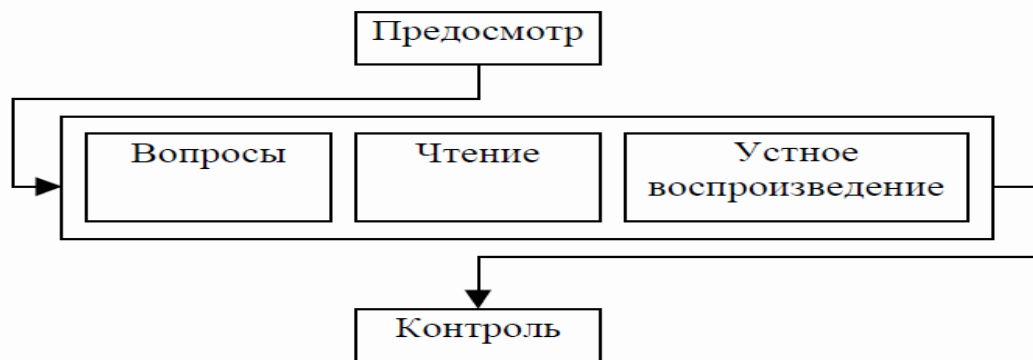 Предосмотр
Вопросы
Чтение
Устное
воспроизведение
Контроль